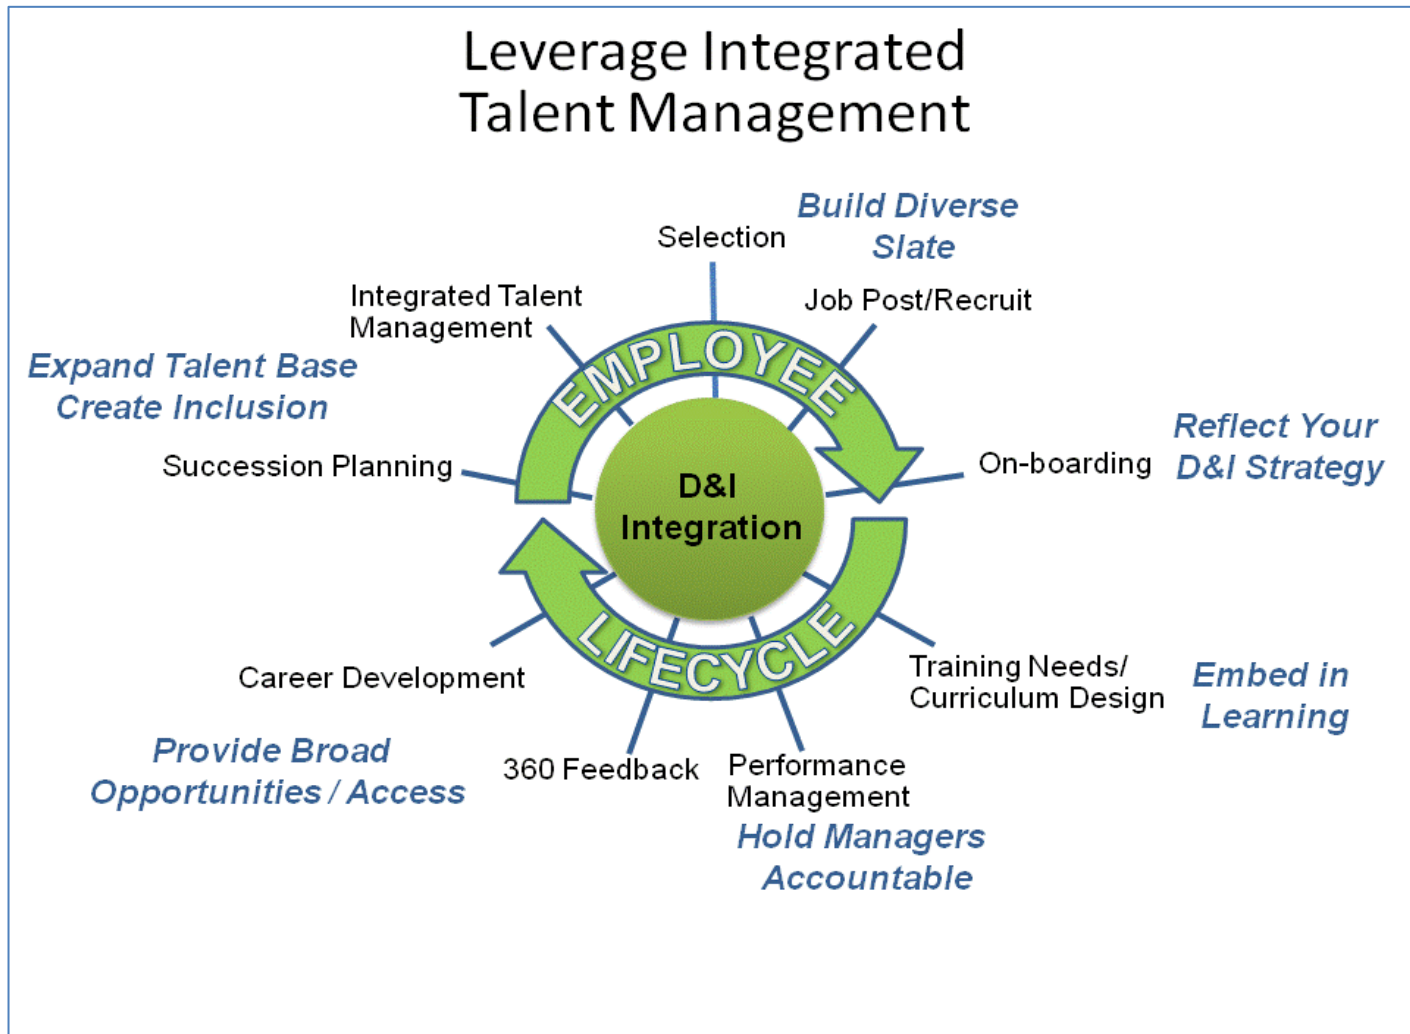 Leverage Integrated
Talent Management
Build Diverse
Slate
Selection
Integrated Talent
Management
Job Post/Recruit
EMPLOYEE
Expand Talent Base
Create Inclusion
Reflect Your
D&I Strategy
Succession Planning
On-boarding
D&I
Integration
LIFECYCLE
Career Development
Training Needs/
Curriculum Design
Embed in
Learning
Provide Broad
Opportunities / Access
360 Feedback
Performance
Management
Hold Managers
Accountable